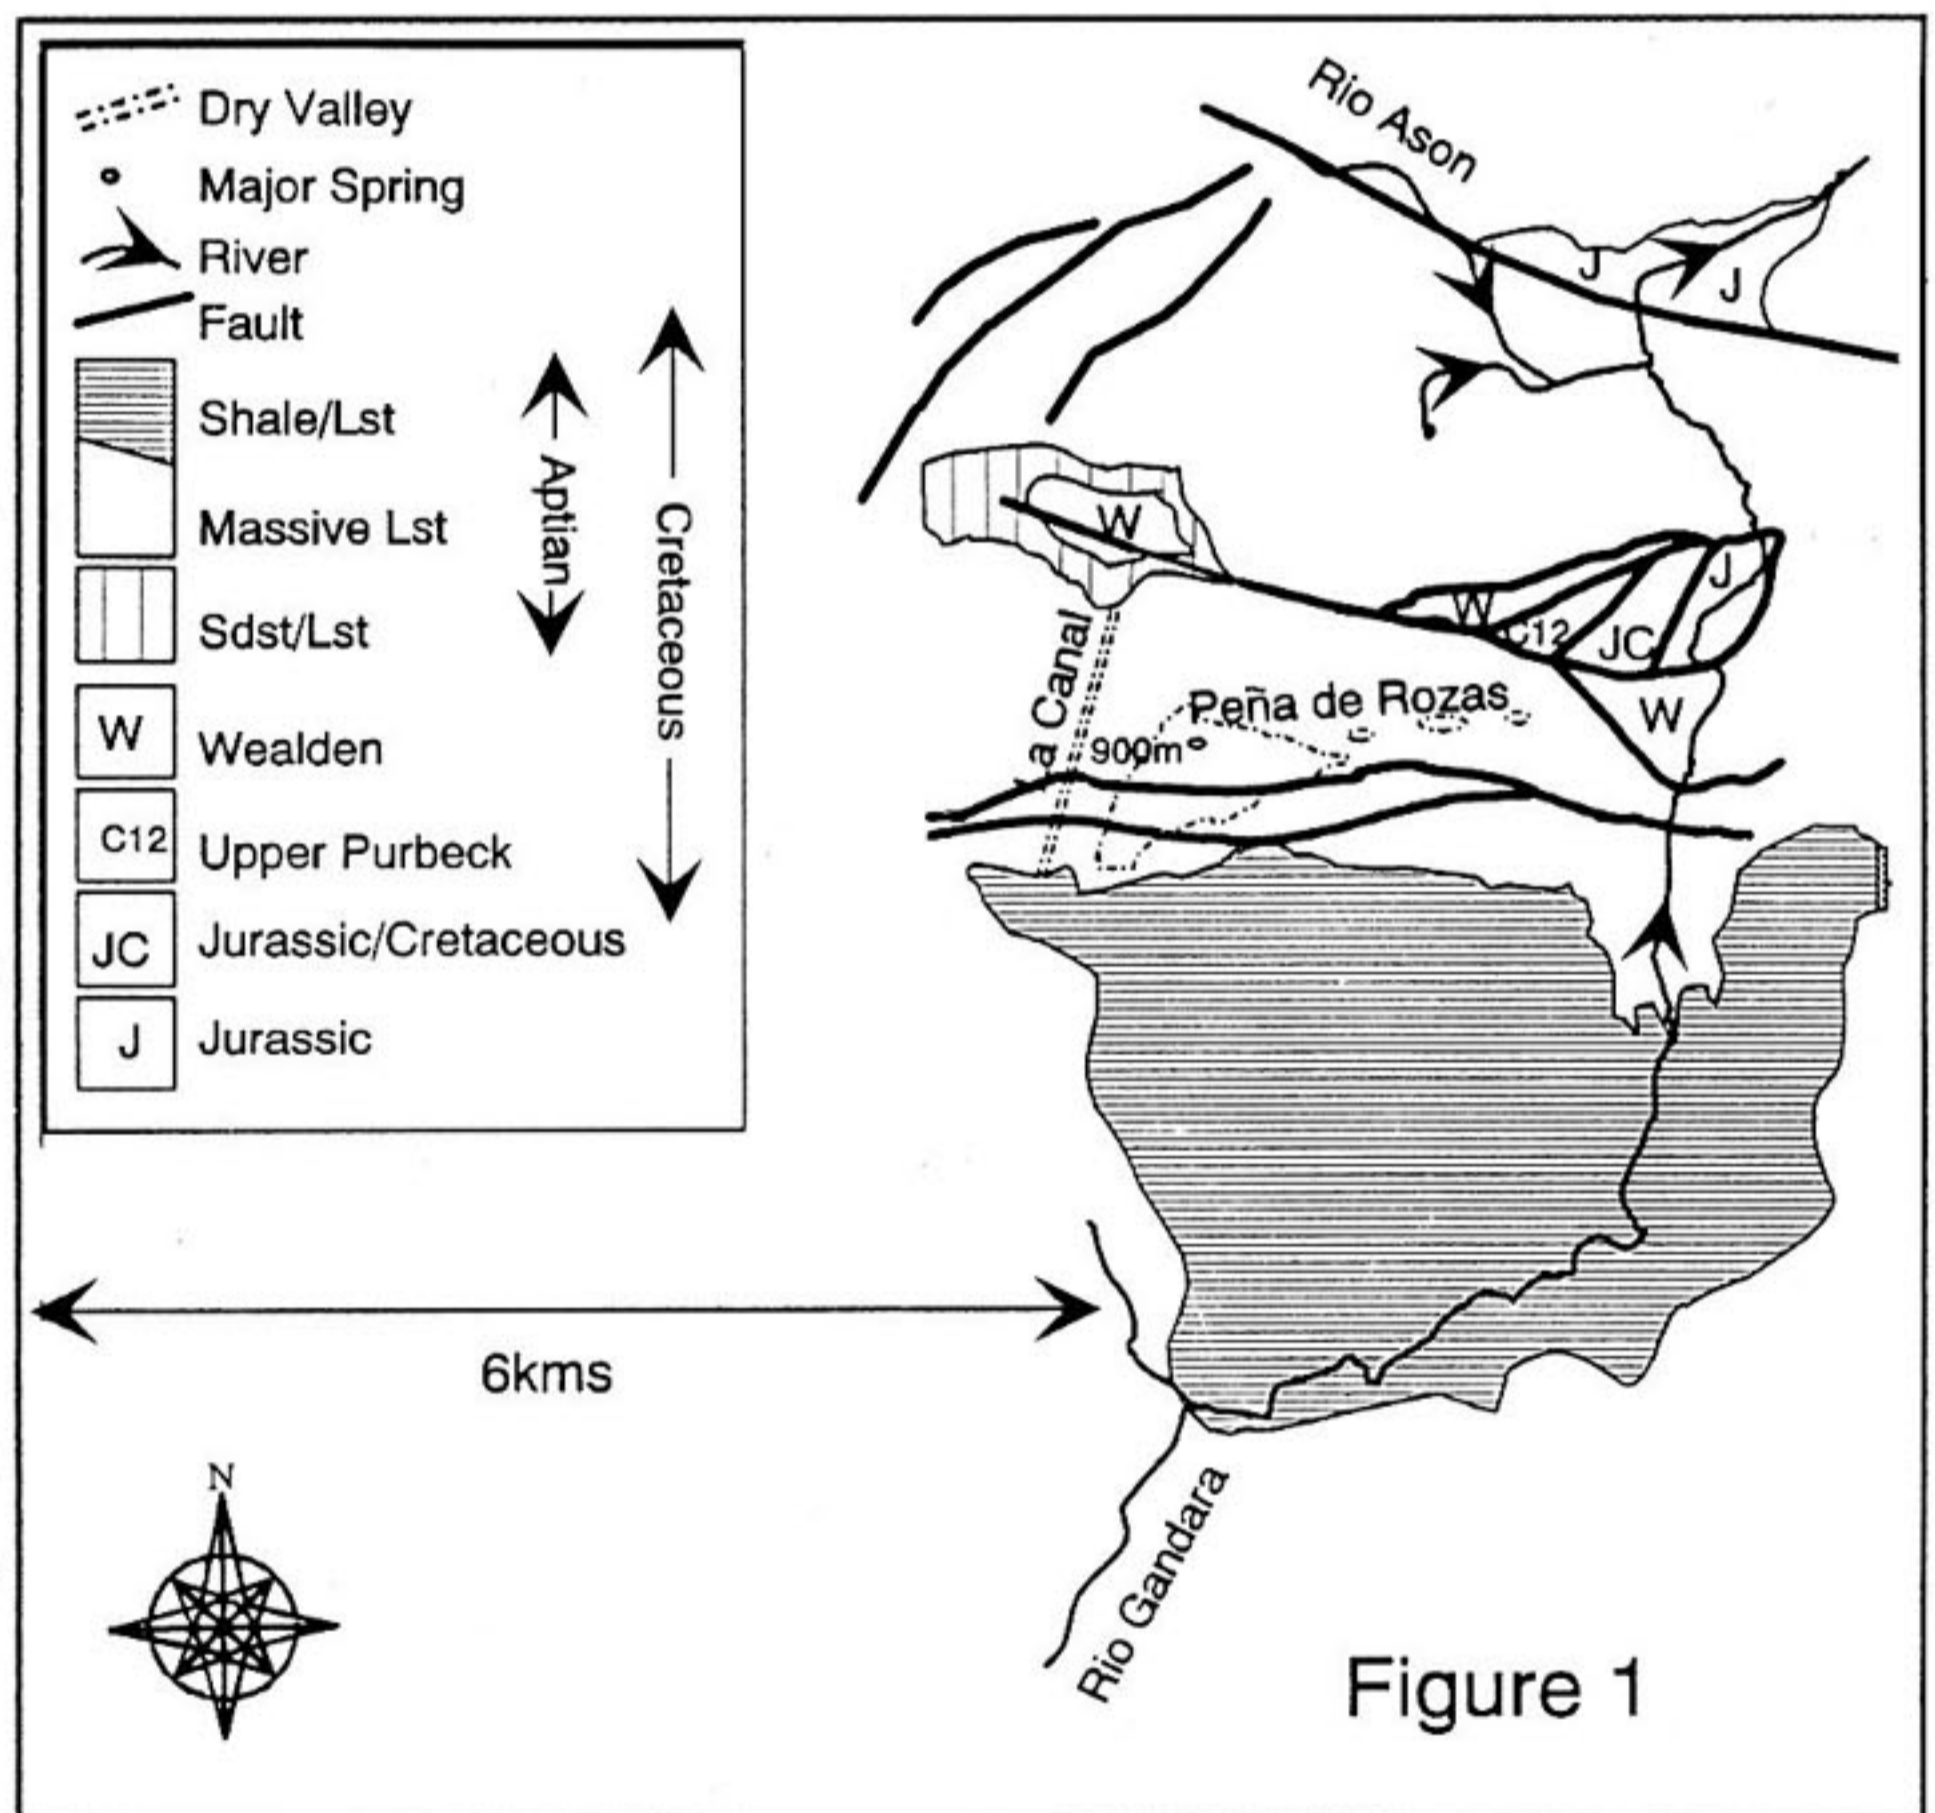 Dry Valley
Major Spring
River
Fault
Shale/Lst
Massive Lst
Sdst/Lst
W
Wealden
C12
Upper Purbeck
JC
Jurassic/Cretaceous
J
Jurassic
Aptian
Cretaceous
6kms
N
Rio Ason
J
J
W
W
C12
JC
J
W
a Canal
Peña de Rozas
900m
Rio Gandara
Figure 1